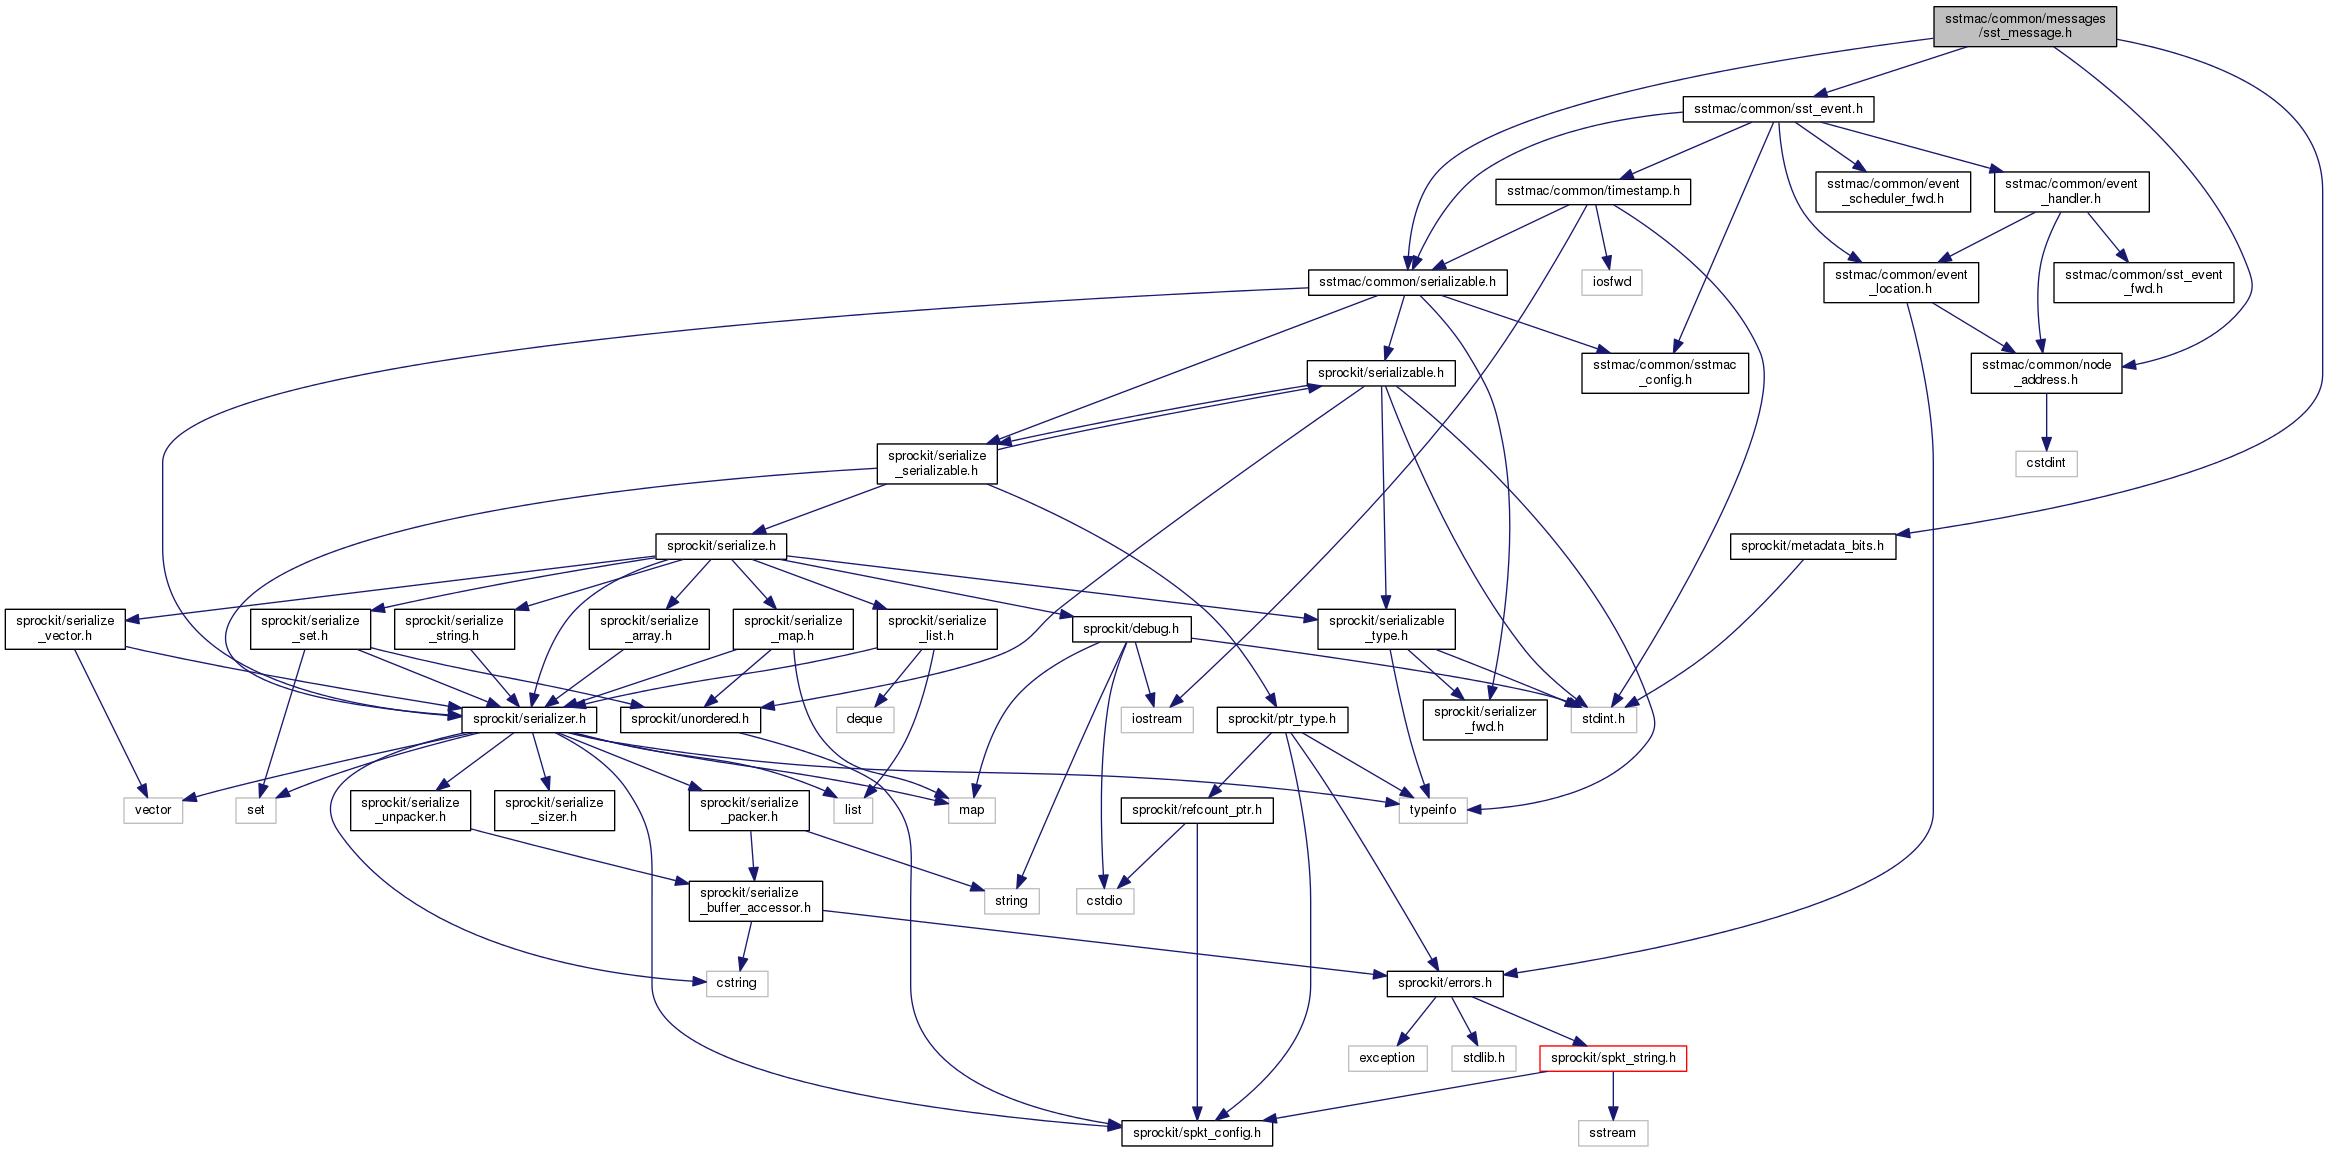 sstmac/common/messages
/sst_message.h
sstmac/common/sst_event.h
sstmac/common/timestamp.h
sstmac/common/event
_scheduler_fwd.h
sstmac/common/event
_handler.h
sstmac/common/serializable.h
iosfwd
sstmac/common/event
_location.h
sstmac/common/sst_event
_fwd.h
sprockit/serializable.h
sstmac/common/sstmac
_config.h
sstmac/common/node
_address.h
sprockit/serialize
_serializable.h
cstdint
sprockit/serialize.h
sprockit/metadata_bits.h
sprockit/serialize
_vector.h
sprockit/serialize
_set.h
sprockit/serialize
_string.h
sprockit/serialize
_array.h
sprockit/serialize
_map.h
sprockit/serialize
_list.h
sprockit/debug.h
sprockit/serializable
_type.h
sprockit/serializer.h
sprockit/unordered.h
deque
iostream
sprockit/ptr_type.h
sprockit/serializer
_fwd.h
stdint.h
vector
set
sprockit/serialize
_unpacker.h
sprockit/serialize
_sizer.h
sprockit/serialize
_packer.h
list
map
sprockit/refcount_ptr.h
typeinfo
sprockit/serialize
_buffer_accessor.h
string
cstdio
cstring
sprockit/errors.h
exception
stdlib.h
sprockit/spkt_string.h
sprockit/spkt_config.h
sstream